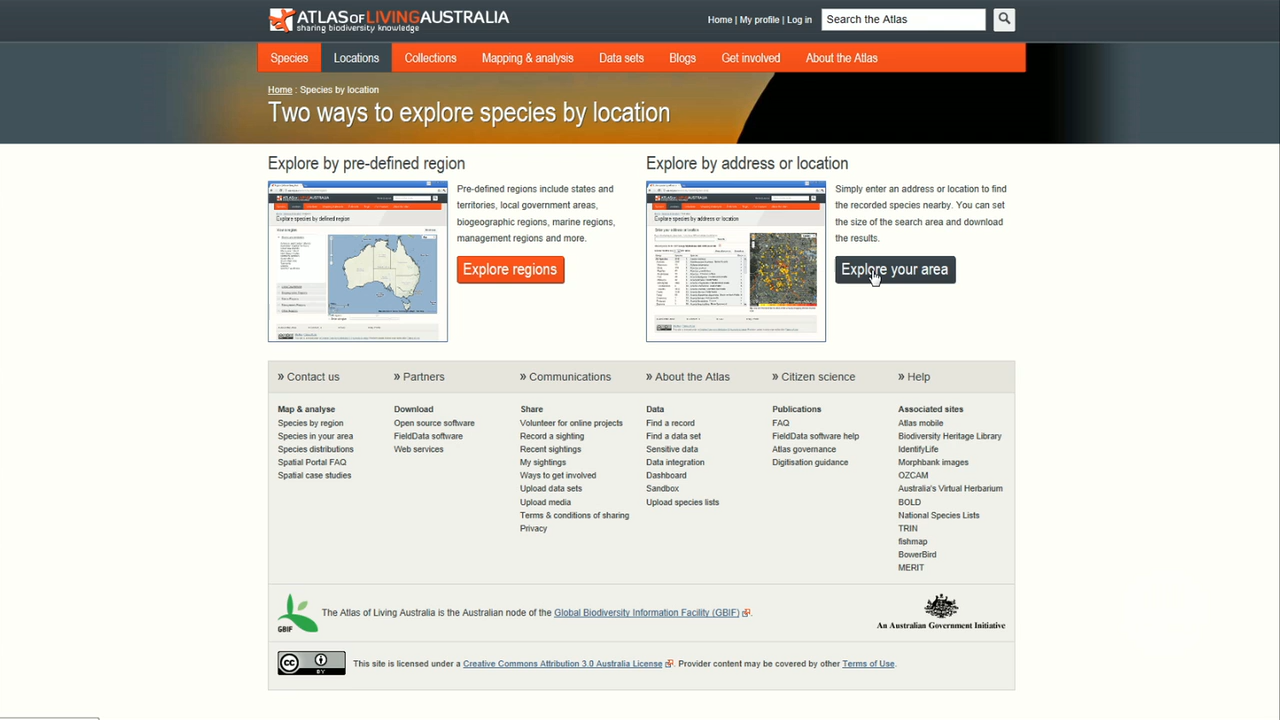 ATLAS OF LIVING AUSTRALIA
sharing biodiversity knowledge
Home | My profile | Log in
Search the Atlas
Species Locations Collections Mapping & analysis Data sets Blogs Get involved About the Atlas
Home : Species by location
Two ways to explore species by location
Explore by pre-defined region
Pre-defined regions include states and
territories, local government areas,
biogeographic regions, marine regions,
management regions and more.
Explore regions
Explore by address or location
Simply enter an address or location to find
the recorded species nearby. You can set
the size of the search area and download
the results.
Explore your area
» Contact us » Partners » Communications » About the Atlas » Citizen science » Help
Map & analyse
Species by region
Species in your area
Species distributions
Spatial Portal FAQ
Spatial case studies
Download
Open source software
FieldData software
Web services
Share
Volunteer for online projects
Record a sighting
Recent sightings
My sightings
Ways to get involved
Upload data sets
Upload media
Terms & conditions of sharing
Privacy
Data
Find a record
Find a data set
Sensitive data
Data integration
Dashboard
Sandbox
Upload species lists
Publications
FAQ
FieldData software help
Atlas governance
Digitisation guidance
Associated sites
Atlas mobile
Biodiversity Heritage Library
IdentifyLife
Morphbank images
OZCAM
Australia's Virtual Herbarium
BOLD
National Species Lists
TRIN
fishmap
BowerBird
MERIT
GBIF
The Atlas of Living Australia is the Australian node of the Global Biodiversity Information Facility (GBIF).
An Australian Government Initiative
CC BY
This site is licensed under a Creative Commons Attribution 3.0 Australia License. Provider content may be covered by other Terms of Use.